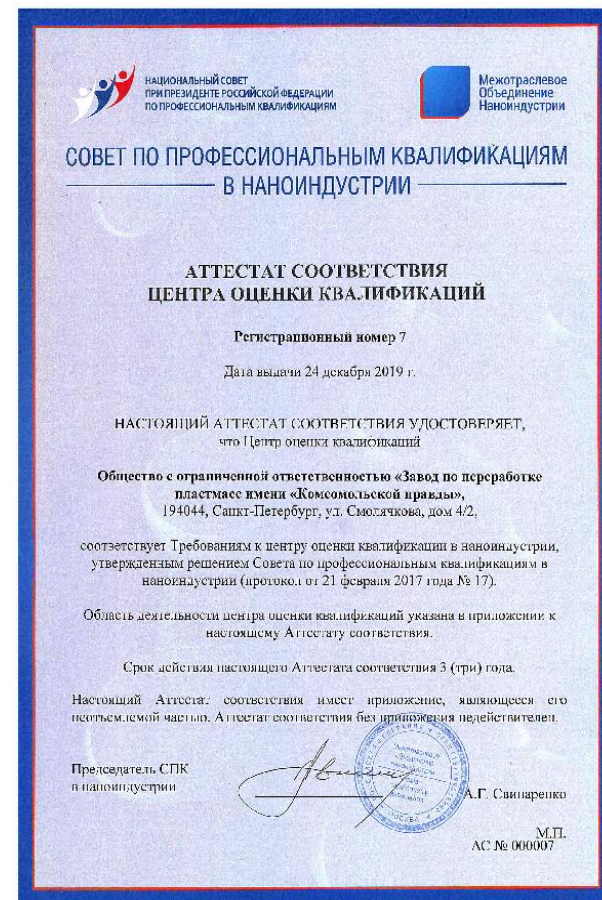 НАЦИОНАЛЬНЫЙ СОВЕТ
ПРИ ПРЕЗИДЕНТЕ РОССИЙСКОЙ ФЕДЕРАЦИИ
ПО ПРОФЕССИОНАЛЬНЫМ КВАЛИФИКАЦИЯМ
Межотраслевое
Объединение
Наноиндустрии
СОВЕТ ПО ПРОФЕССИОНАЛЬНЫМ КВАЛИФИКАЦИЯМ
В НАНОИНДУСТРИИ
АТТЕСТАТ СООТВЕТСТВИЯ
ЦЕНТРА ОЦЕНКИ КВАЛИФИКАЦИЙ
Регистрационный номер 7
Дата выдачи 24 декабря 2019 г.
НАСТОЯЩИЙ АТТЕСТАТ СООТВЕТСТВИЯ УДОСТОВЕРЯЕТ,
что Центр оценки квалификаций
Общество с ограниченной ответственностью «Завод по переработке
пластмасс имени «Комсомольской правды»,
194044, Санкт-Петербург, ул. Смолячкова, дом 4/2,
соответствует Требованиям к центру оценки квалификации в наноиндустрии,
утвержденным решением Совета по профессиональным квалификациям в
наноиндустрии (протокол от 21 февраля 2017 года № 17).
Область деятельности центра оценки квалификаций указана в приложении к
настоящему Аттестату соответствия.
Срок действия настоящего Аттестата соответствия 3 (три) года.
Настоящий Аттестат соответствия имеет приложение, являющееся его
неотъемлемой частью. Аттестат соответствия без приложения недействителен.
Председатель СПК
в наноиндустрии
А.Г. Свинаренко
МОСКВА
М.П.
АС № 000007